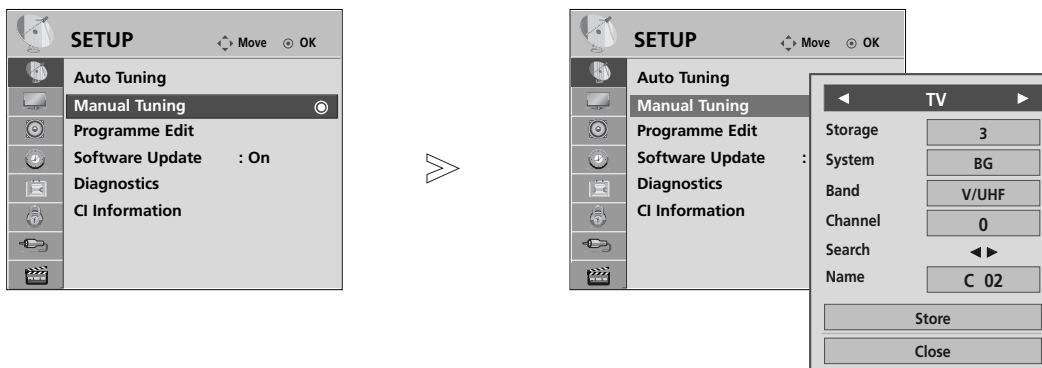 SETUP Move OK
Auto Tuning
Manual Tuning
Programme Edit
Software Update : On
Diagnostics
CI Information
SETUP Move OK
Auto Tuning
Manual Tuning
Programme Edit
Software Update :
Diagnostics
CI Information
TV
Storage 3
System BG
Band V/UHF
Channel 0
Search
Name C 02
Store
Close